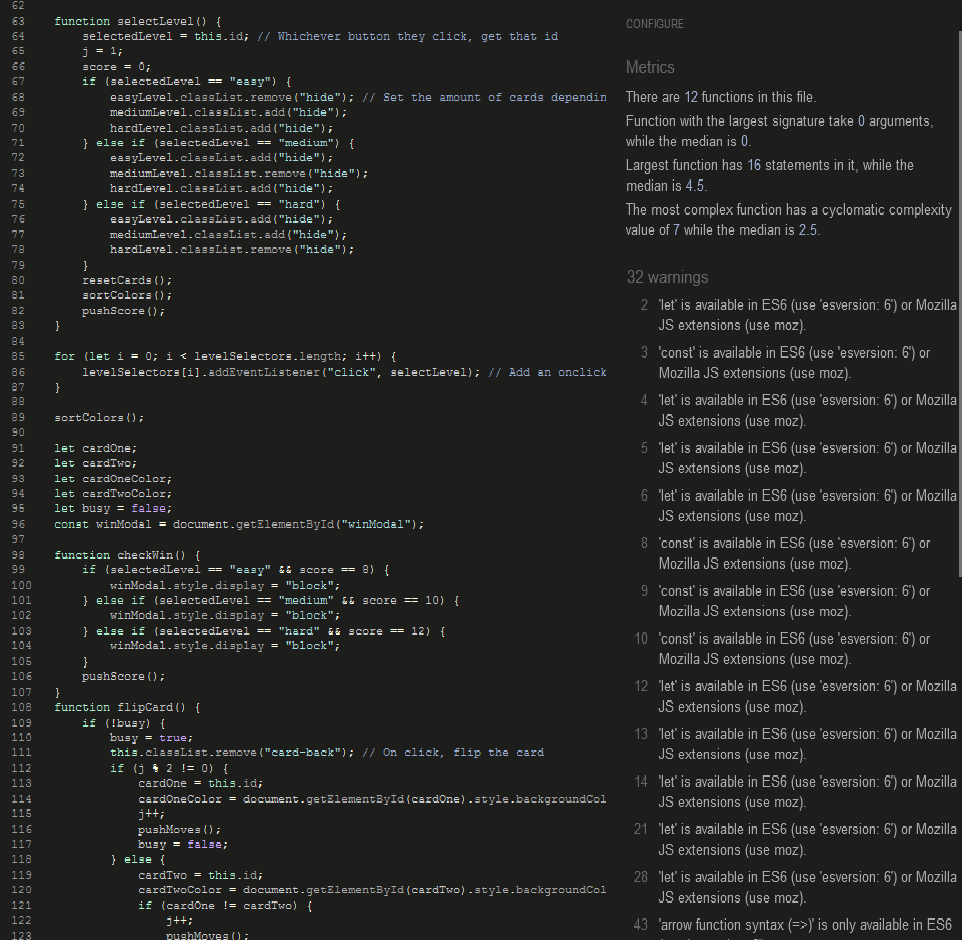 62
63 function selectLevel() {
64 selectedLevel = this.id; // Whichever button they click, get that id
65 j = 1;
66 score = 0;
67 if (selectedLevel == "easy") {
68 easyLevel.classList.remove("hide"); // Set the amount of cards dependin
69 mediumLevel.classList.add("hide");
70 hardLevel.classList.add("hide");
71 } else if (selectedLevel == "medium") {
72 easyLevel.classList.add("hide");
73 mediumLevel.classList.remove("hide");
74 hardLevel.classList.add("hide");
75 } else if (selectedLevel == "hard") {
76 easyLevel.classList.add("hide");
77 mediumLevel.classList.add("hide");
78 hardLevel.classList.remove("hide");
79 }
80 resetCards();
81 sortColors();
82 pushScore();
83 }
84
85 for (let i = 0; i < levelSelectors.length; i++) {
86 levelSelectors[i].addEventListener("click", selectLevel); // Add an onclick
87 }
88
89 sortColors();
90
91 let cardOne;
92 let cardTwo;
93 let cardOneColor;
94 let cardTwoColor;
95 let busy = false;
96 const winModal = document.getElementById("winModal");
97
98 function checkWin() {
99 if (selectedLevel == "easy" && score == 8) {
100 winModal.style.display = "block";
101 } else if (selectedLevel == "medium" && score == 10) {
102 winModal.style.display = "block";
103 } else if (selectedLevel == "hard" && score == 12) {
104 winModal.style.display = "block";
105 }
106 pushScore();
107 }
108 function flipCard() {
109 if (!busy) {
110 busy = true;
111 this.classList.remove("card-back"); // On click, flip the card
112 if (j % 2 != 0) {
113 cardOne = this.id;
114 cardOneColor = document.getElementById(cardOne).style.backgroundCol
115 j++;
116 pushMoves();
117 busy = false;
118 } else {
119 cardTwo = this.id;
120 cardTwoColor = document.getElementById(cardTwo).style.backgroundCol
121 if (cardOne != cardTwo) {
122 j++;
123 pushMoves();
CONFIGURE
Metrics
There are 12 functions in this file.
Function with the largest signature take 0 arguments,
while the median is 0.
Largest function has 16 statements in it, while the
median is 4.5.
The most complex function has a cyclomatic complexity
value of 7 while the median is 2.5.
32 warnings
2 'let' is available in ES6 (use 'esversion: 6') or Mozilla
JS extensions (use moz).
3 'const' is available in ES6 (use 'esversion: 6') or
Mozilla JS extensions (use moz).
4 'let' is available in ES6 (use 'esversion: 6') or Mozilla
JS extensions (use moz).
5 'let' is available in ES6 (use 'esversion: 6') or Mozilla
JS extensions (use moz).
6 'let' is available in ES6 (use 'esversion: 6') or Mozilla
JS extensions (use moz).
8 'const' is available in ES6 (use 'esversion: 6') or
Mozilla JS extensions (use moz).
9 'const' is available in ES6 (use 'esversion: 6') or
Mozilla JS extensions (use moz).
10 'const' is available in ES6 (use 'esversion: 6') or
Mozilla JS extensions (use moz).
12 'let' is available in ES6 (use 'esversion: 6') or Mozilla
JS extensions (use moz).
13 'let' is available in ES6 (use 'esversion: 6') or Mozilla
JS extensions (use moz).
14 'let' is available in ES6 (use 'esversion: 6') or Mozilla
JS extensions (use moz).
21 'let' is available in ES6 (use 'esversion: 6') or Mozilla
JS extensions (use moz).
28 'let' is available in ES6 (use 'esversion: 6') or Mozilla
JS extensions (use moz).
43 'arrow function syntax (=>)' is only available in ES6